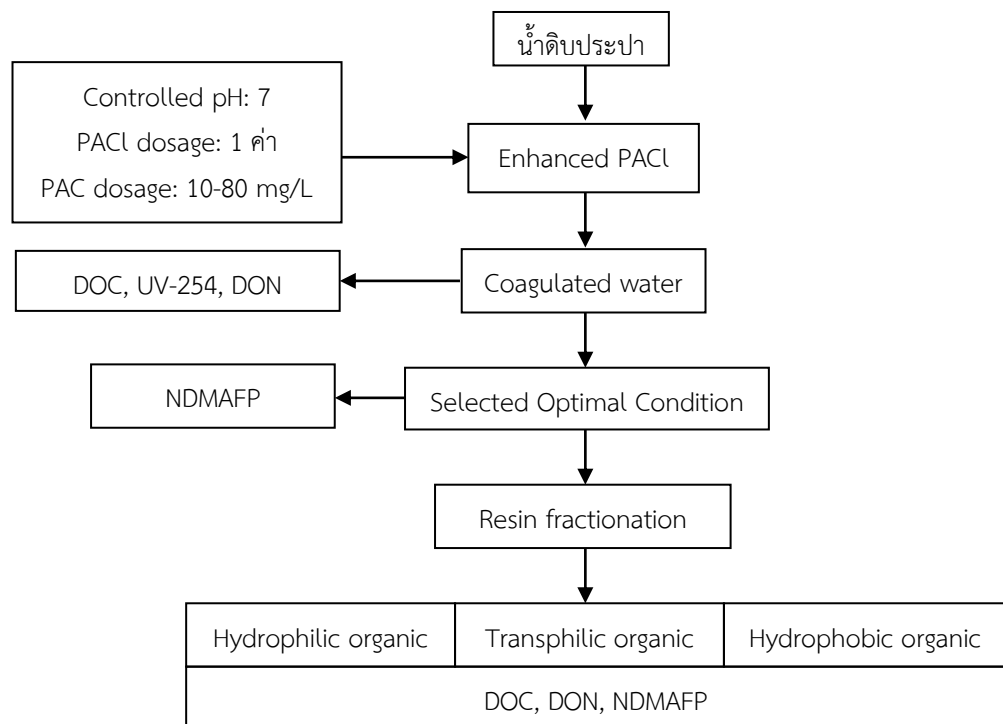 น้ำดิบประปา
Controlled pH: 7
PACl dosage: 1 ค่า
PAC dosage: 10-80 mg/L
Enhanced PACl
DOC, UV-254, DON
Coagulated water
NDMAFP
Selected Optimal Condition
Resin fractionation
Hydrophilic organic
Transphilic organic
Hydrophobic organic
DOC, DON, NDMAFP